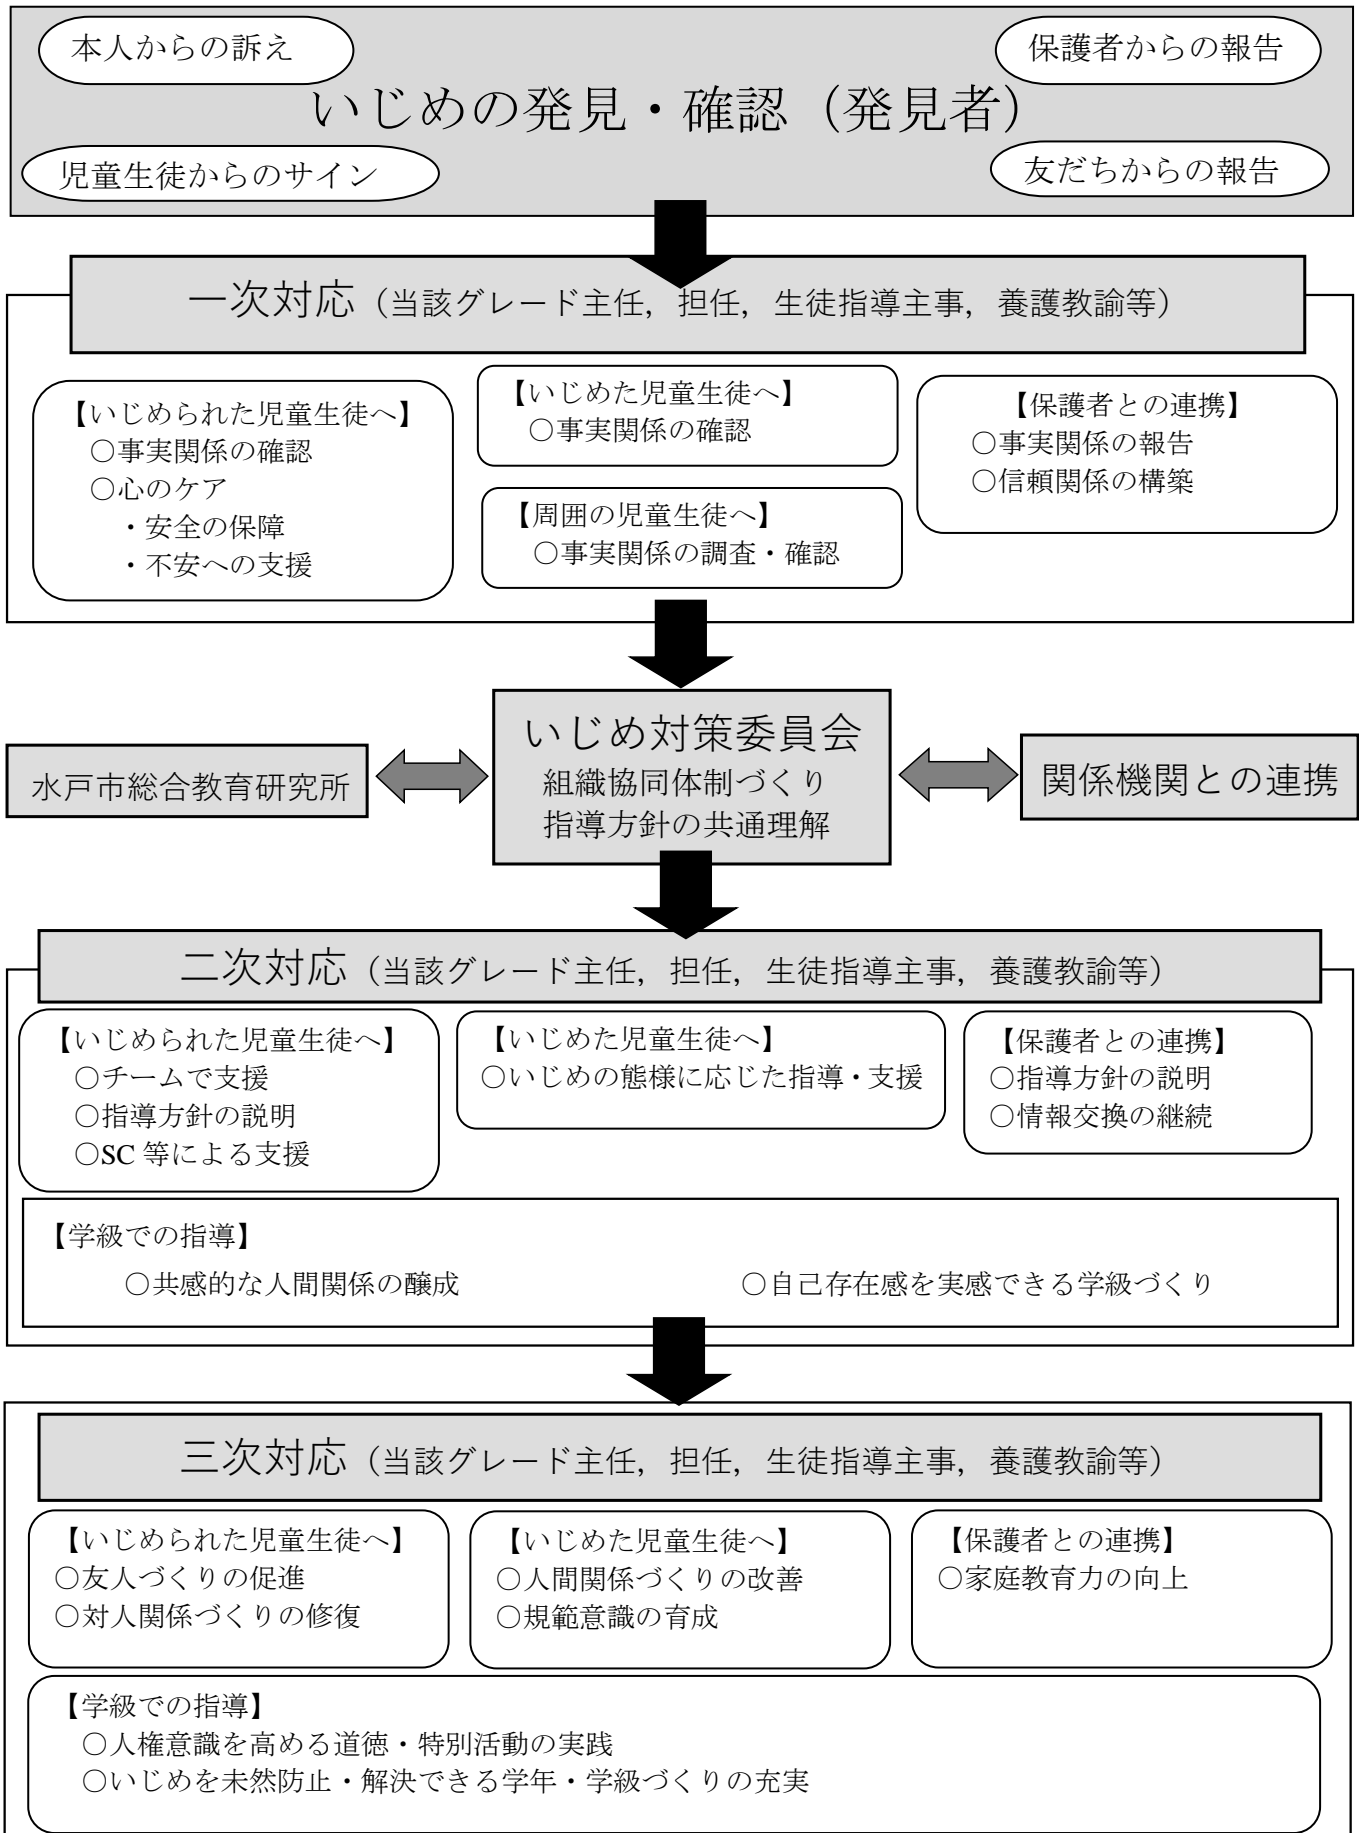 本人からの訴え
保護者からの報告
いじめの発見・確認（発見者）
児童生徒からのサイン
友だちからの報告
一次対応（当該グレード主任，担任，生徒指導主事，養護教諭等）
【いじめられた児童生徒へ】
○事実関係の確認
○心のケア
・安全の保障
・不安への支援
【いじめた児童生徒へ】
○事実関係の確認
【周囲の児童生徒へ】
○事実関係の調査・確認
【保護者との連携】
○事実関係の報告
○信頼関係の構築
いじめ対策委員会
組織協同体制づくり
指導方針の共通理解
水戸市総合教育研究所
関係機関との連携
二次対応（当該グレード主任，担任，生徒指導主事，養護教諭等）
【いじめられた児童生徒へ】
○チームで支援
○指導方針の説明
○SC 等による支援
【いじめた児童生徒へ】
○いじめの態様に応じた指導・支援
【保護者との連携】
○指導方針の説明
○情報交換の継続
【学級での指導】
○共感的な人間関係の醸成
○自己存在感を実感できる学級づくり
三次対応（当該グレード主任，担任，生徒指導主事，養護教諭等）
【いじめられた児童生徒へ】
○友人づくりの促進
○対人関係づくりの修復
【いじめた児童生徒へ】
○人間関係づくりの改善
○規範意識の育成
【保護者との連携】
○家庭教育力の向上
【学級での指導】
○人権意識を高める道徳・特別活動の実践
○いじめを未然防止・解決できる学年・学級づくりの充実